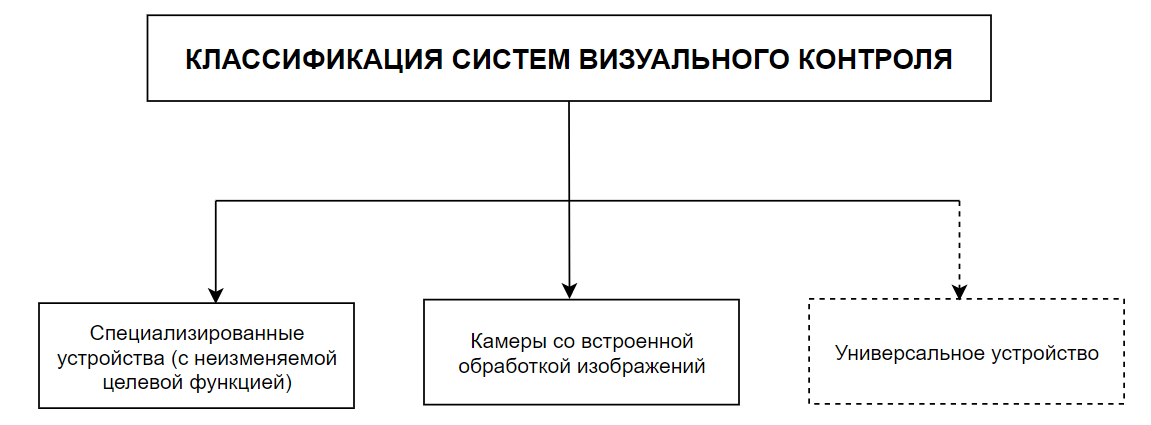 КЛАССИФИКАЦИЯ СИСТЕМ ВИЗУАЛЬНОГО КОНТРОЛЯ
Специализированные
устройства (с неизменяемой
целевой функцией)
Камеры со встроенной
обработкой изображений
Универсальное устройство